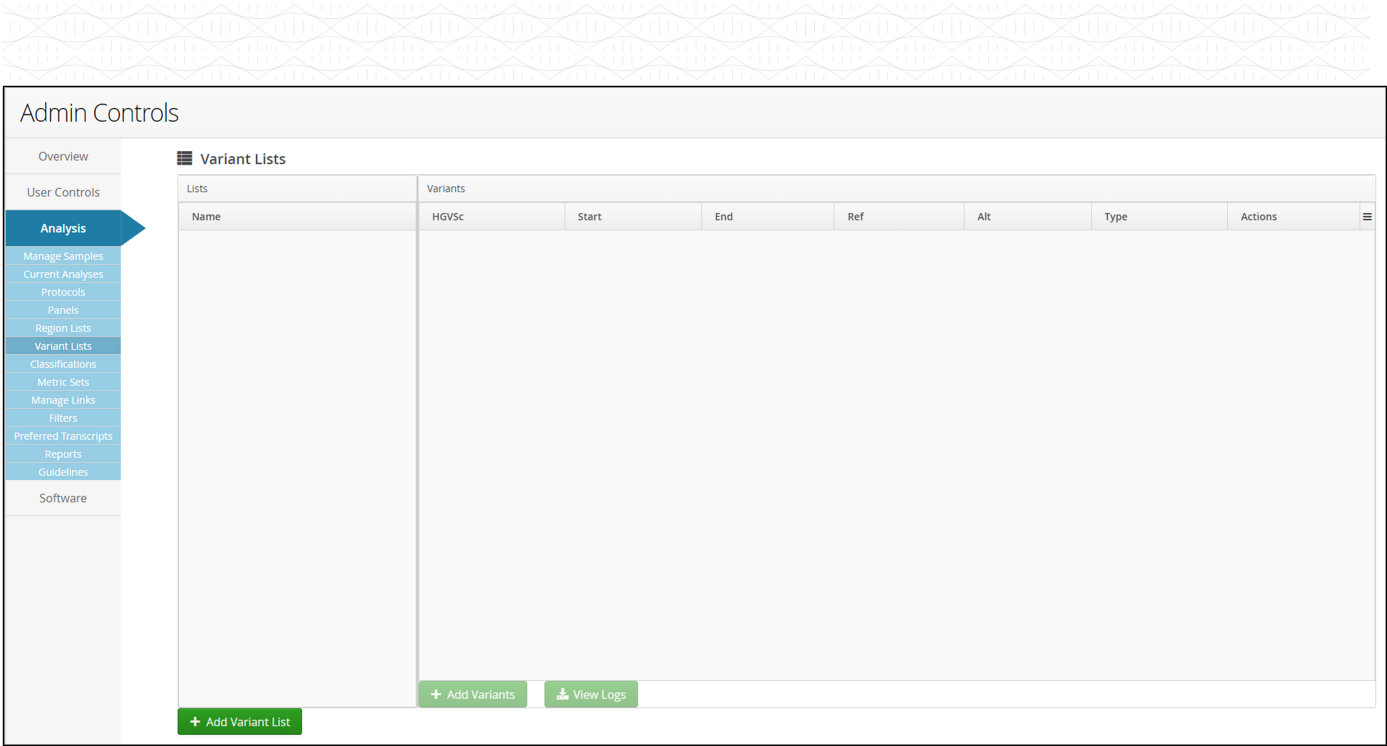 Admin Controls
Overview
User Controls
Analysis
Manage Samples
Current Analyses
Protocols
Panels
Region Lists
Variant Lists
Classifications
Metric Sets
Manage Links
Filters
Preferred Transcripts
Reports
Guidelines
Software
Variant Lists
Lists
Variants
Name
HGVSc Start End Ref Alt Type Actions
+ Add Variants View Logs
+ Add Variant List